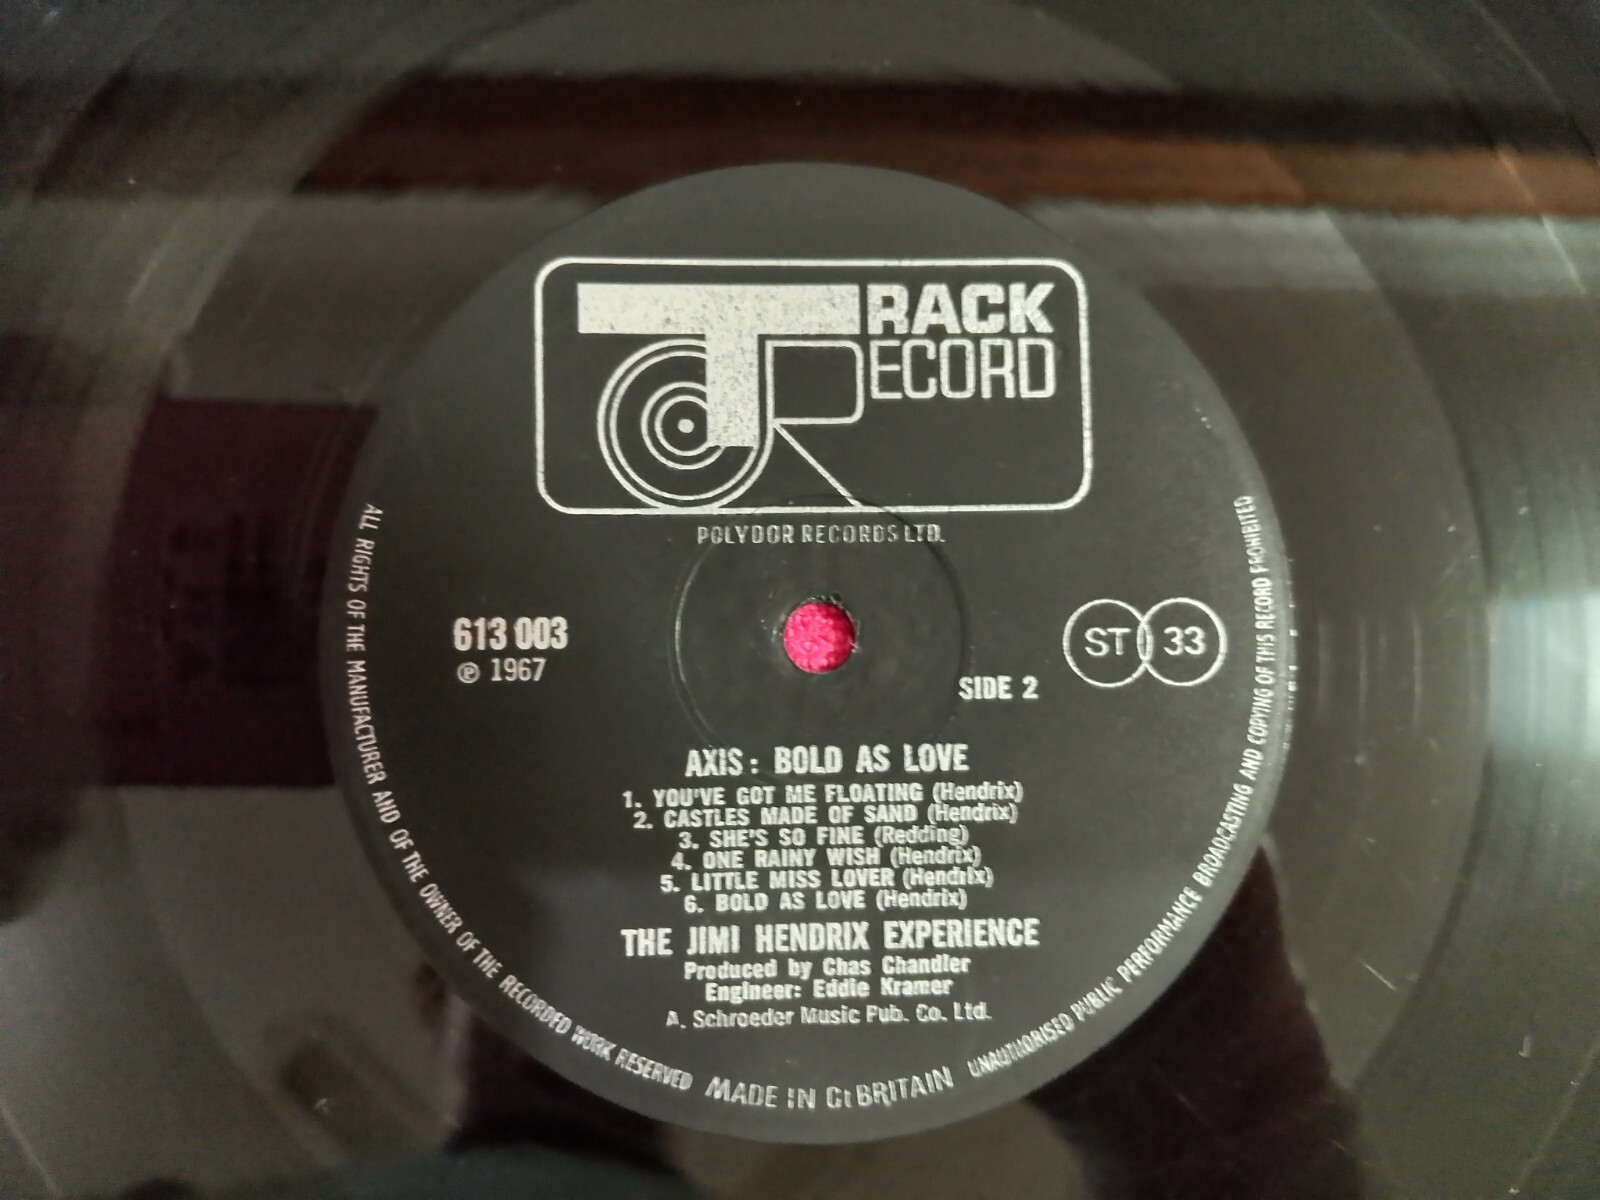 TRACK
RECORD
POLYDOR RECORDS LTD.
613 003
℗ 1967
ST 33
SIDE 2
AXIS: BOLD AS LOVE
1. YOU'VE GOT ME FLOATING (Hendrix)
2. CASTLES MADE OF SAND (Hendrix)
3. SHE'S SO FINE (Redding)
4. ONE RAINY WISH (Hendrix)
5. LITTLE MISS LOVER (Hendrix)
6. BOLD AS LOVE (Hendrix)
THE JIMI HENDRIX EXPERIENCE
Produced by Chas Chandler
Engineer: Eddie Kramer
A. Schroeder Music Pub. Co. Ltd.
ALL RIGHTS OF THE MANUFACTURER AND OF THE OWNER OF THE RECORDED WORK RESERVED
MADE IN Gt BRITAIN
UNAUTHORISED PUBLIC PERFORMANCE BROADCASTING AND COPYING OF THIS RECORD PROHIBITED